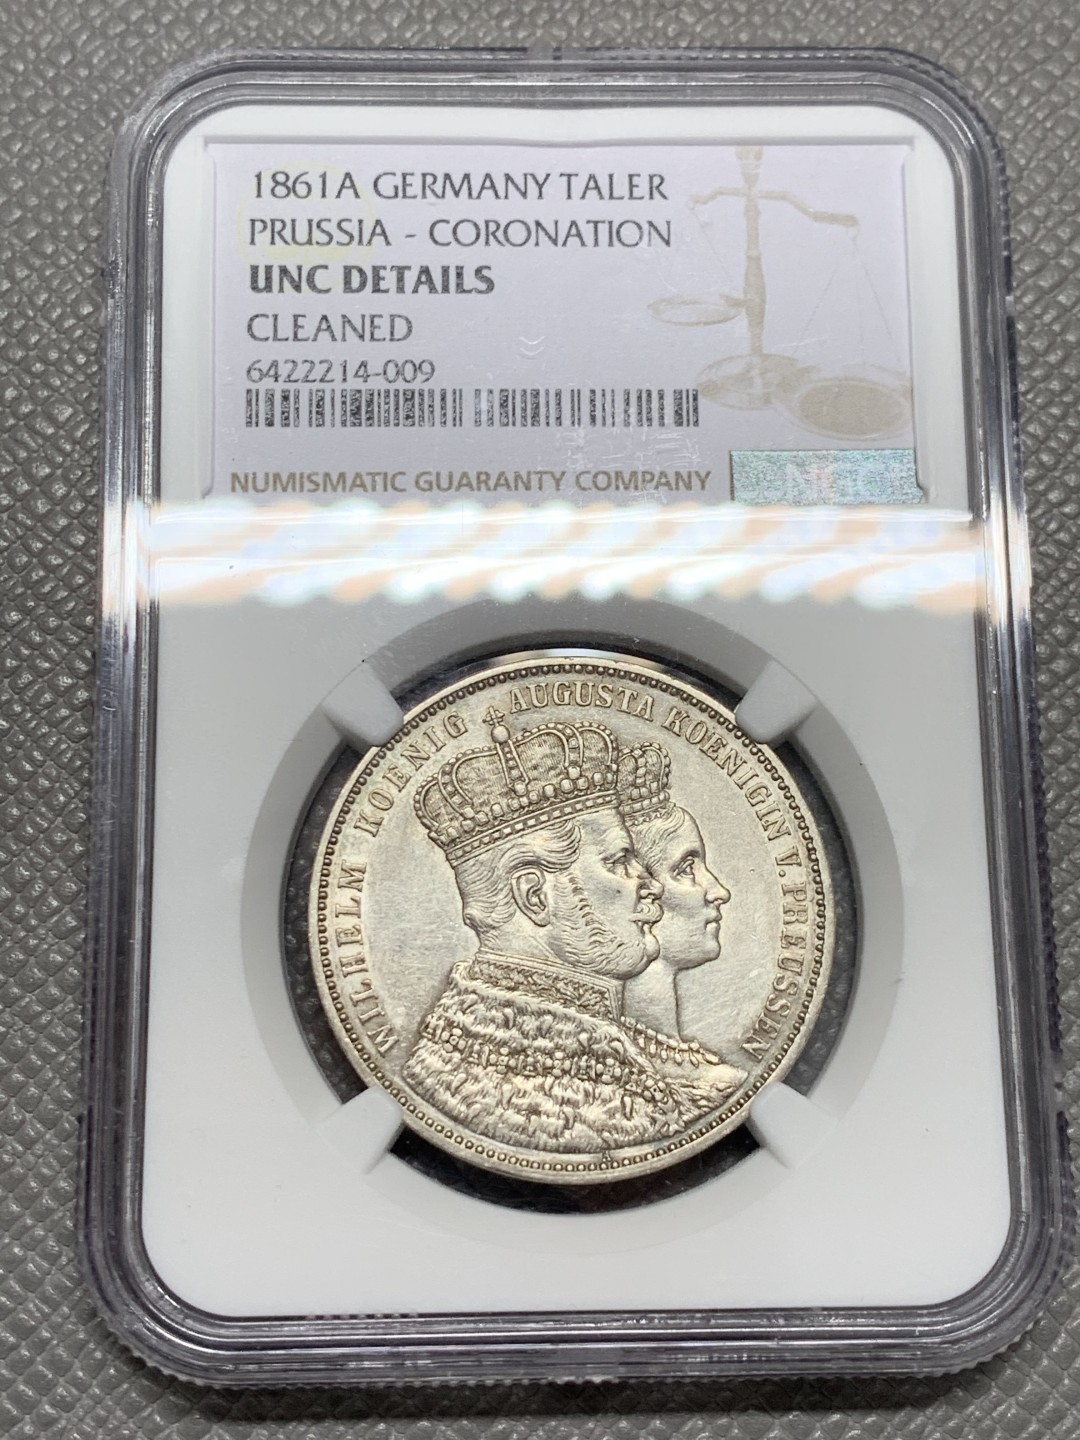 1861A GERMANY TALER
PRUSSIA - CORONATION
UNC DETAILS
CLEANED
6422214-009
NUMISMATIC GUARANTY COMPANY
WILHELM KOENIG AUGUSTA KOENIGIN V. PREUSSEN
A